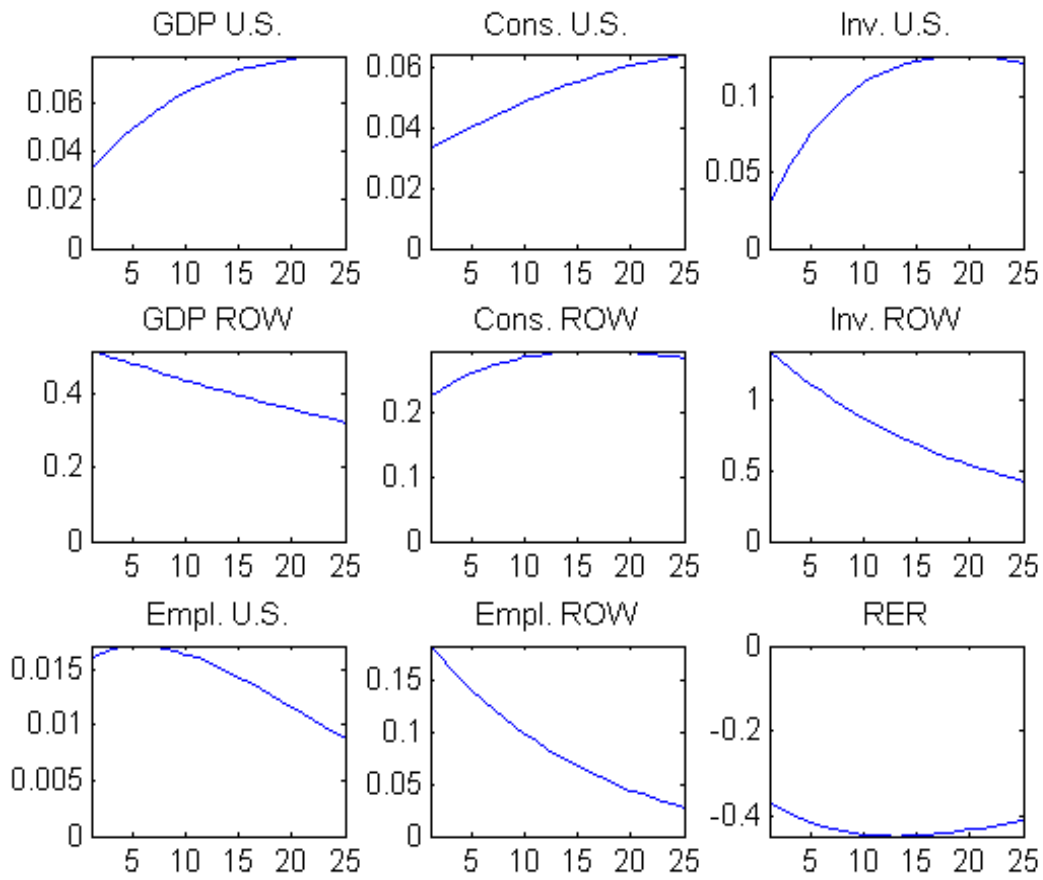 GDP U.S. Cons. U.S. Inv. U.S.
0.06 0.06 0.1
0.04 0.04
0.02 0.02 0.05
0 0 0
5 10 15 20 25 5 10 15 20 25 5 10 15 20 25
GDP ROW Cons. ROW Inv. ROW
0.4 0.2 1
0.2 0.1 0.5
0 0 0
5 10 15 20 25 5 10 15 20 25 5 10 15 20 25
Empl. U.S. Empl. ROW RER
0.015 0.15 0
0.01 0.1 -0.2
0.005 0.05 -0.4
0 0
5 10 15 20 25 5 10 15 20 25 5 10 15 20 25